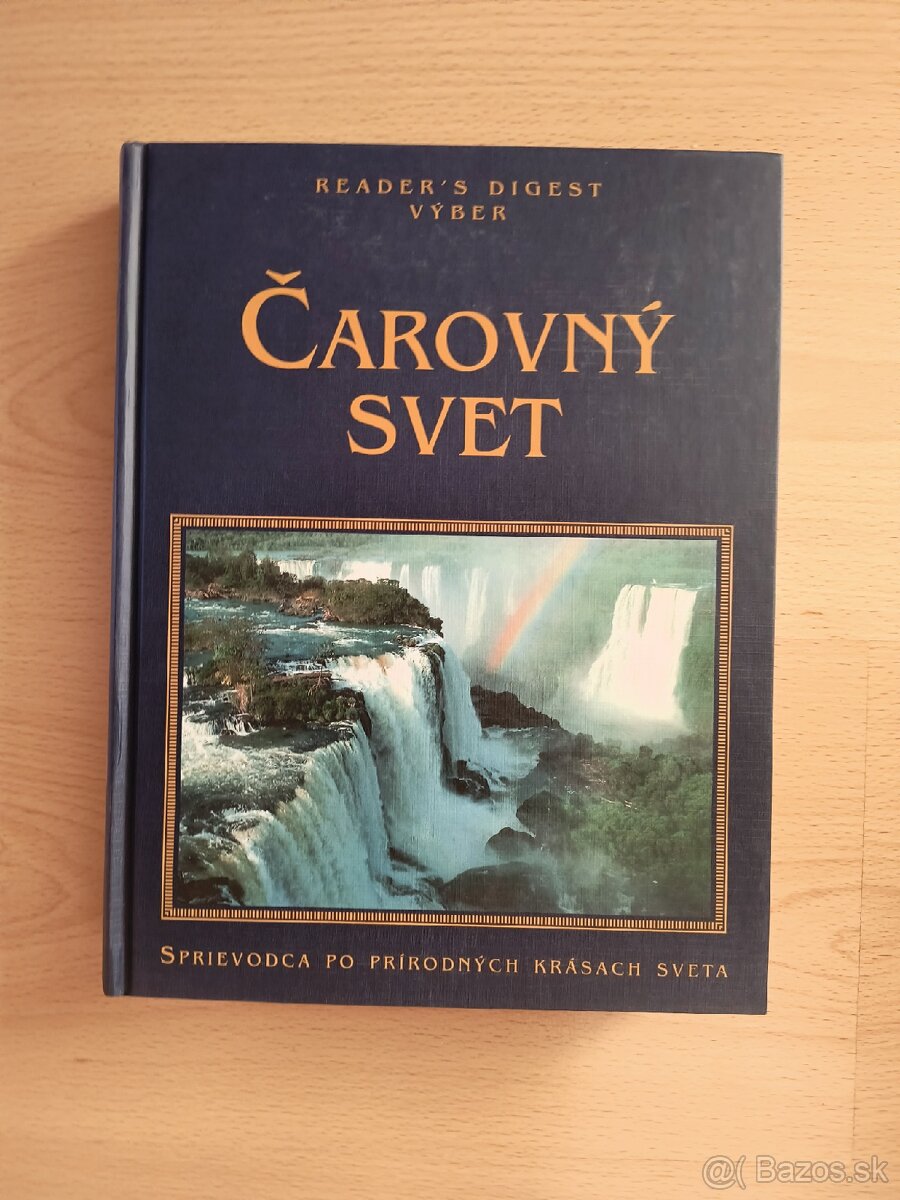 READER'S DIGEST
VÝBER
ČAROVNÝ
SVET
SPRIEVODCA PO PRÍRODNÝCH KRÁSACH SVETA
@( Bazos.sk